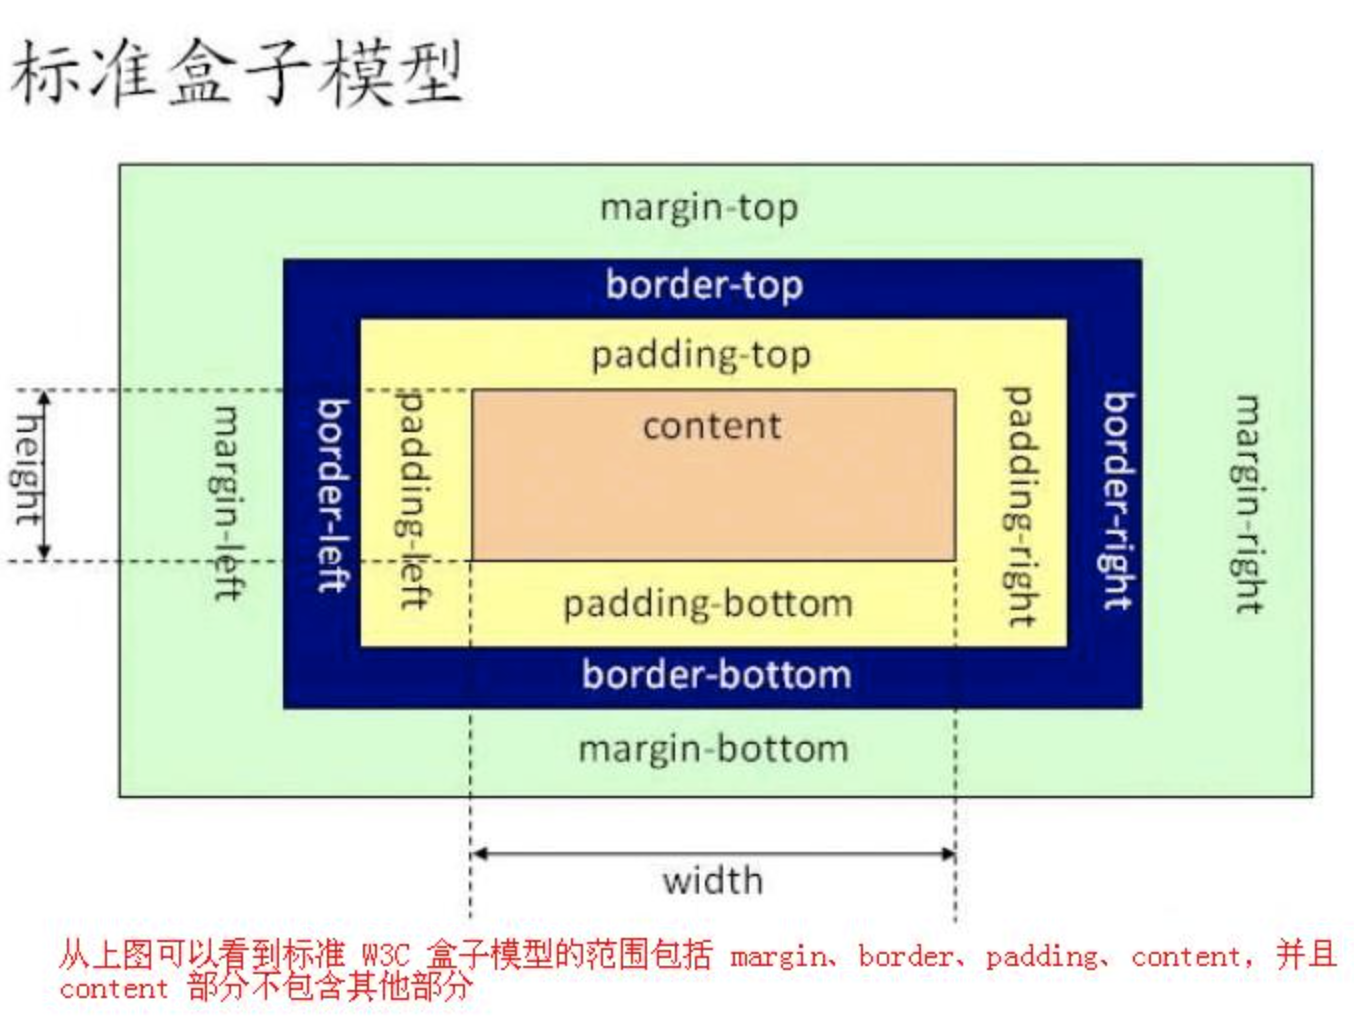 标准盒子模型
margin-top
border-top
padding-top
content
height
margin-left
border-left
padding-left
padding-right
border-right
margin-right
padding-bottom
border-bottom
margin-bottom
width
从上图可以看到标准 W3C 盒子模型的范围包括 margin、border、padding、content，并且
content 部分不包含其他部分